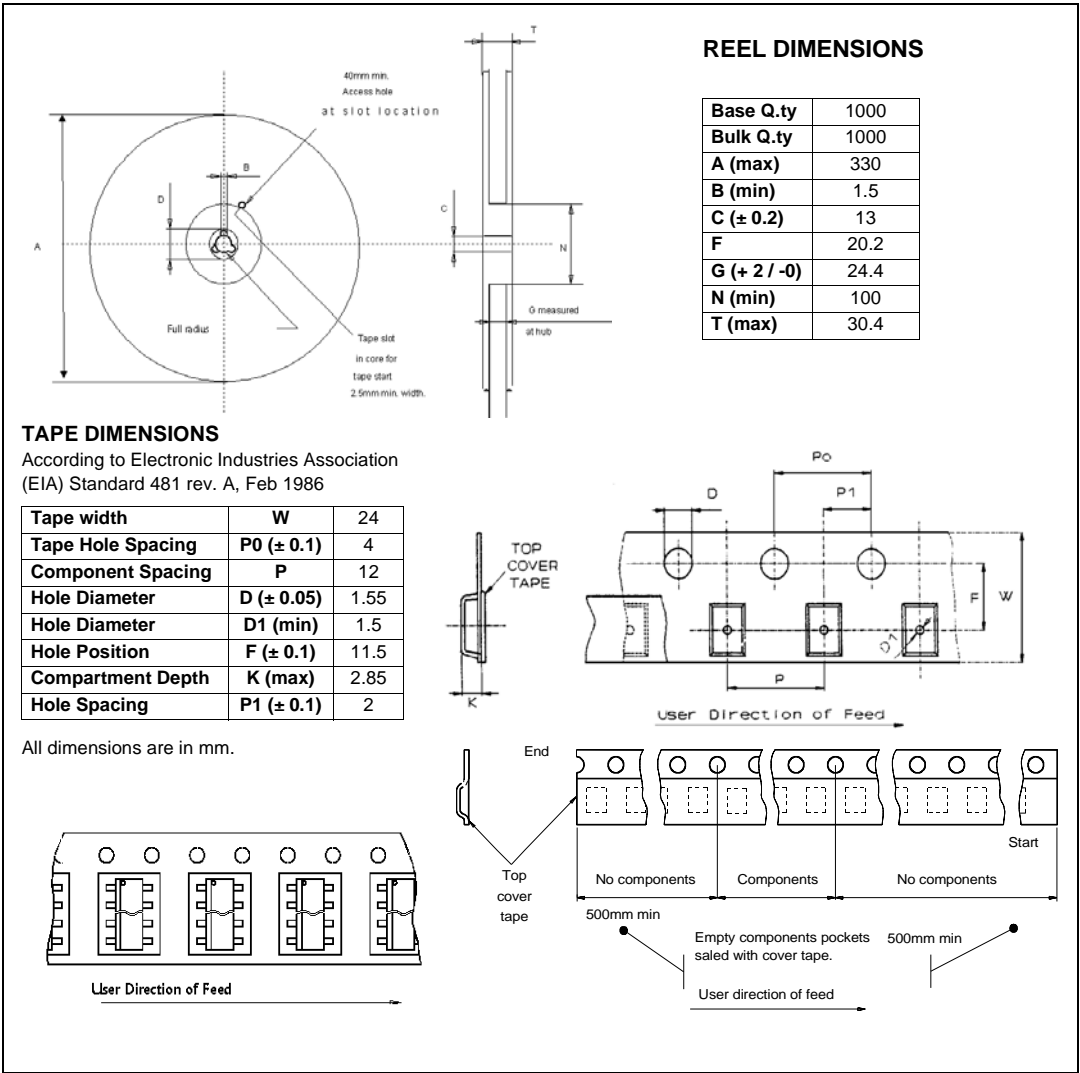 REEL DIMENSIONS
T
40mm min.
Access hole
at slot location
B
D
A
C
N
Full radius
Tape slot
in core for
tape start
2.5mm min. width.
G measured
at hub
Base Q.ty 1000
Bulk Q.ty 1000
A (max) 330
B (min) 1.5
C (± 0.2) 13
F 20.2
G (+ 2 / -0) 24.4
N (min) 100
T (max) 30.4
TAPE DIMENSIONS
According to Electronic Industries Association
(EIA) Standard 481 rev. A, Feb 1986
Tape width W 24
Tape Hole Spacing P0 (± 0.1) 4
Component Spacing P 12
Hole Diameter D (± 0.05) 1.55
Hole Diameter D1 (min) 1.5
Hole Position F (± 0.1) 11.5
Compartment Depth K (max) 2.85
Hole Spacing P1 (± 0.1) 2
All dimensions are in mm.
TOP
COVER
TAPE
K
Po
D
P1
F
W
D1
P
User Direction of Feed
End
Start
Top
cover
tape
No components
Components
No components
500mm min
Empty components pockets
saled with cover tape.
500mm min
User direction of feed
User Direction of Feed